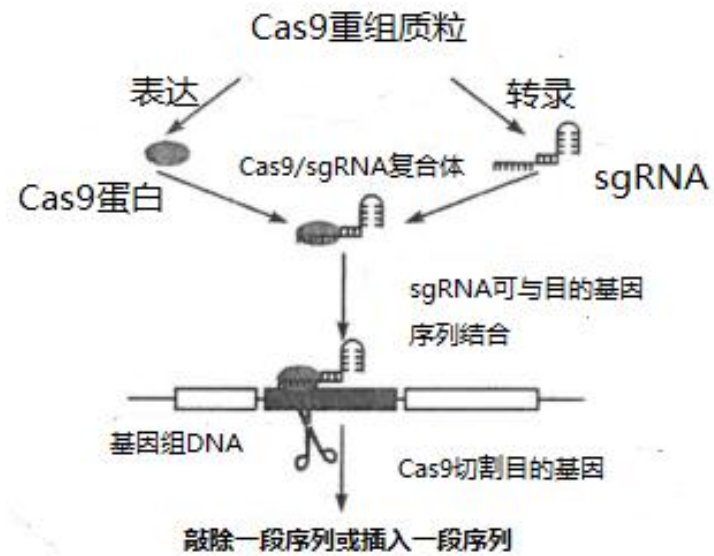 Cas9重组质粒
表达
转录
Cas9/sgRNA复合体
Cas9蛋白
sgRNA
sgRNA可与目的基因
序列结合
基因组DNA
Cas9切割目的基因
敲除一段序列或插入一段序列